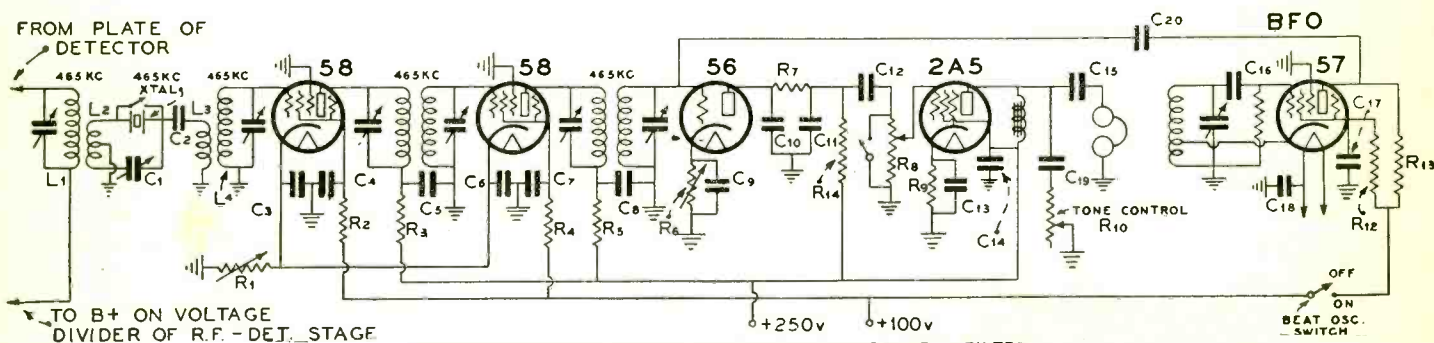 FROM PLATE OF
DETECTOR
465KC
465KC
XTAL
465KC
58
465KC
58
465KC
56
C20
BFO
57
2A5
L2
L3
C2
C1
L1
L4
C3
C4
R2
R3
C5
C6
C7
R4
R5
C8
R6
C9
R7
C10
C11
R14
C12
R8
R9
C13
C14
C15
C19
TONE CONTROL
R10
C16
C17
C18
R12
R13
R1
TO B+ ON VOLTAGE
DIVIDER OF R.F.-DET. STAGE
+250V
+100V
OFF
ON
BEAT OSC.
SWITCH